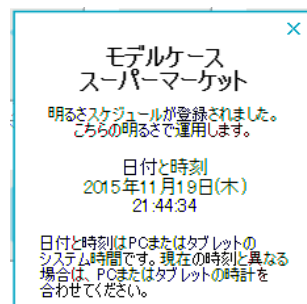 モデルケース
スーパーマーケット
明るさスケジュールが登録されました。
こちらの明るさで運用します。
日付と時刻
2015年11月19日(木)
21:44:34
日付と時刻はPCまたはタブレットの
システム時間です。現在の時刻と異なる
場合は、PCまたはタブレットの時計を
合わせてください。